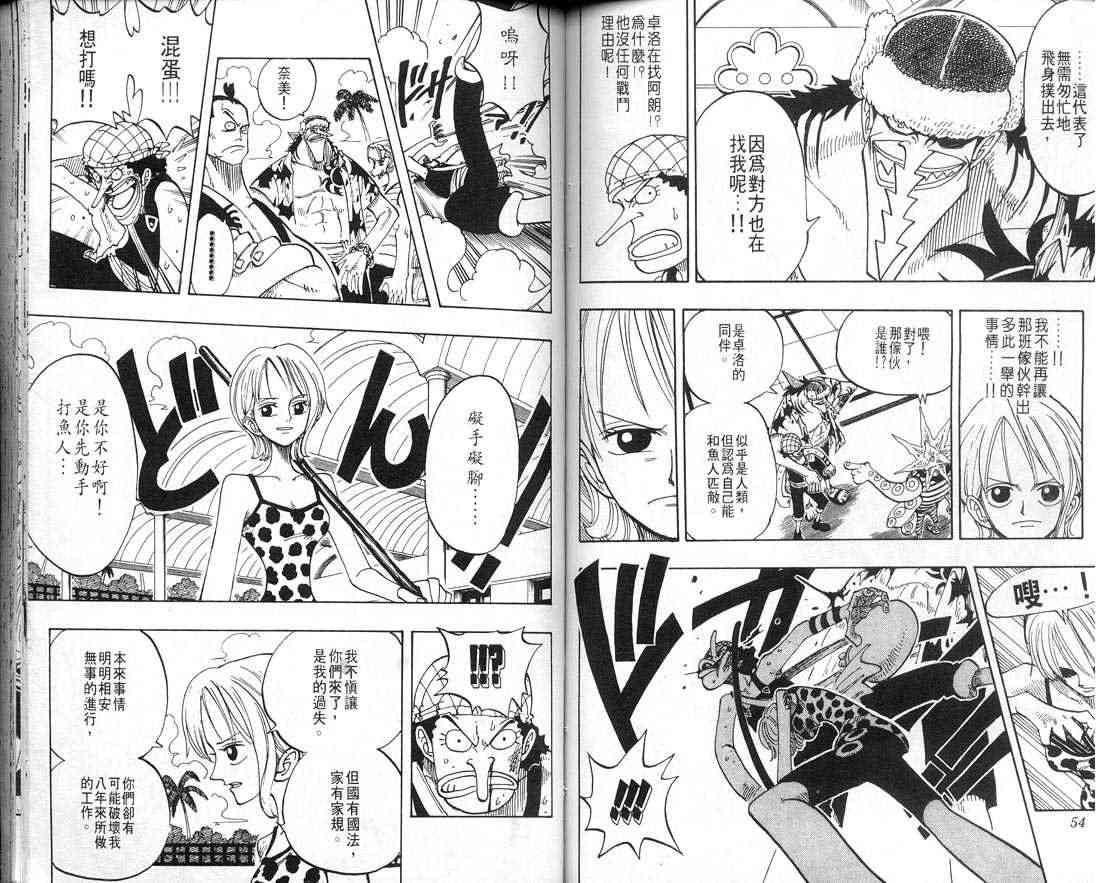 ……這代表了
無需匆忙地
飛身撲出去，
因爲對方也在
找我呢…!!
卓洛在找阿朗!?
爲什麼!?
他沒任何戰鬥
理由呢！
……!!
我不能再讓
那班傢伙幹出
多此一舉的
事情……!!
喂！
對了，
那傢伙
是誰!?
是卓洛的
同伴。
似乎是人類，
但認爲自己能
和魚人匹敵。
嗖…！
!!!
54
嗚呀!!
ドッ
奈美！
………
混蛋!!!
想打嗎!!
どん!!
礙手礙腳……
是你不好啊！
是你先動手
打魚人…
!!!?
我不慎讓
你們來了，
是我的過失。
但國有國法，
家有家規。
本來事情
明明相安
無事的進行
你們卻有
可能破壞我
八年來所做
的工作。